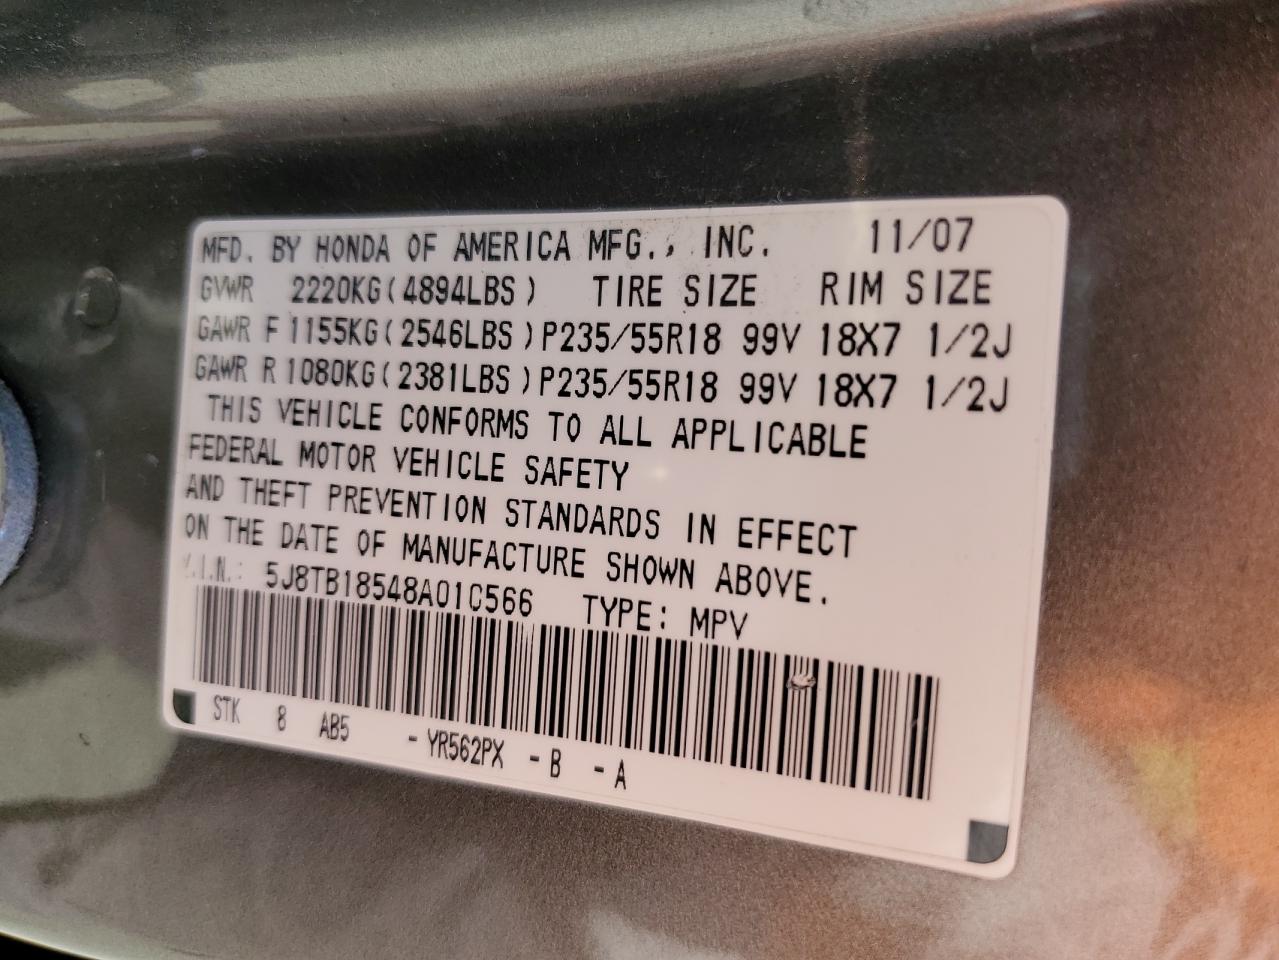 MFD. BY HONDA OF AMERICA MFG., INC. 11/07
GVWR 2220KG(4894LBS) TIRE SIZE RIM SIZE
GAWR F 1155KG(2546LBS)P235/55R18 99V 18X7 1/2J
GAWR R 1080KG(2381LBS)P235/55R18 99V 18X7 1/2J
THIS VEHICLE CONFORMS TO ALL APPLICABLE
FEDERAL MOTOR VEHICLE SAFETY
AND THEFT PREVENTION STANDARDS IN EFFECT
ON THE DATE OF MANUFACTURE SHOWN ABOVE.
V.I.N.: 5J8TB18548A010566 TYPE: MPV
STK 8 AB5 -YR562PX -B -A